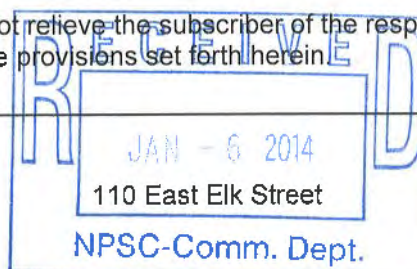 ot relieve the subscriber of the resp
e provisions set forth herein.
RECEIVED
JAN - 6 2014
110 East Elk Street
NPSC-Comm. Dept.